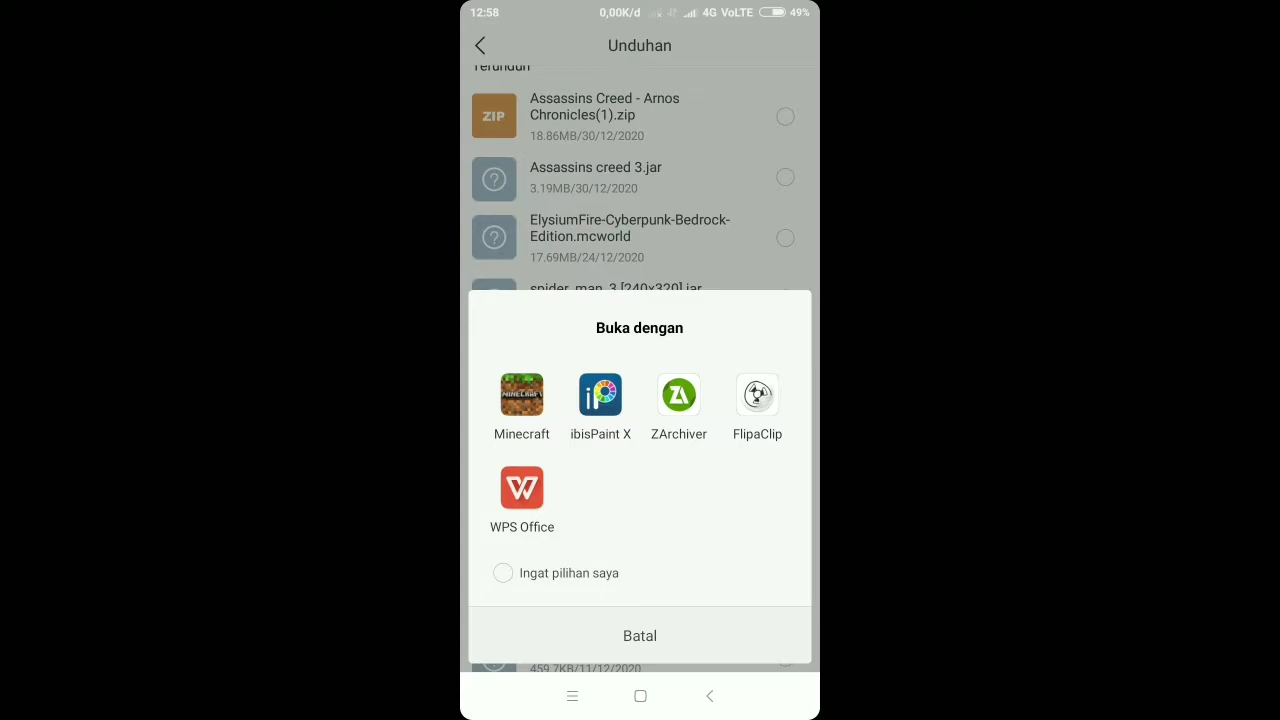 12:58
0,00K/d
4G VoLTE
49%
Unduhan
Terunduh
ZIP
Assassins Creed - Arnos
Chronicles(1).zip
18.86MB/30/12/2020
Assassins creed 3.jar
3.19MB/30/12/2020
ElysiumFire-Cyberpunk-Bedrock-
Edition.mcworld
17.69MB/24/12/2020
spider_man_3 [240x320].jar
Buka dengan
MINECRAFT
iP
ZA
W
Minecraft
ibisPaint X
ZArchiver
FlipaClip
WPS Office
Ingat pilihan saya
Batal
459.7KB/11/12/2020